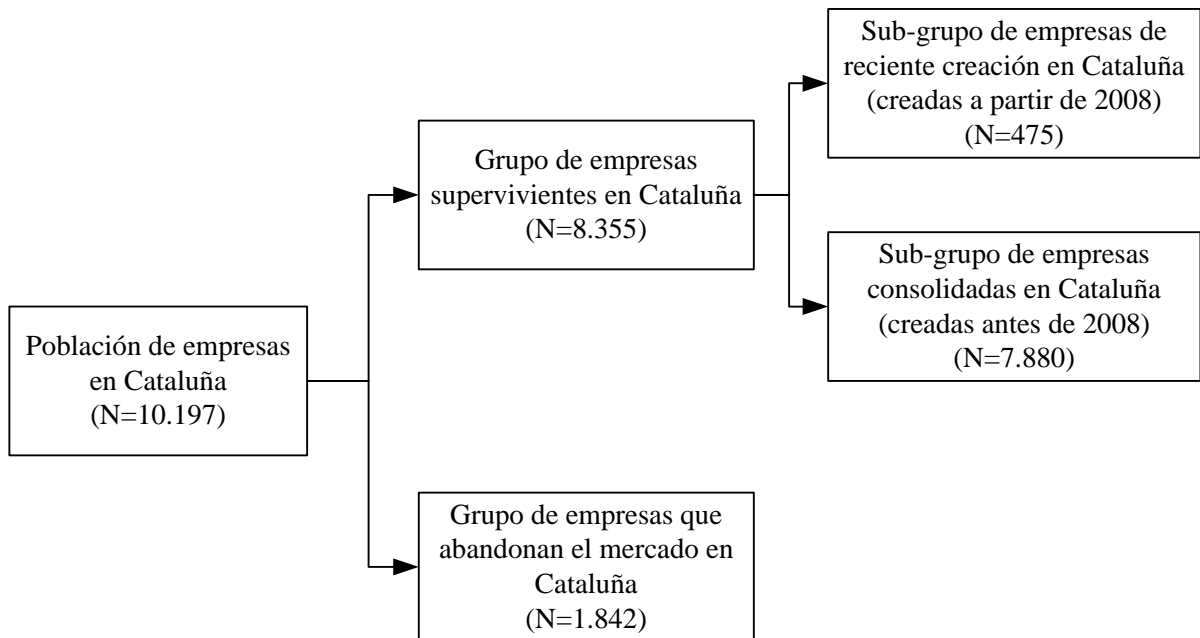 Población de empresas
en Cataluña
(N=10.197)
Grupo de empresas
supervivientes en Cataluña
(N=8.355)
Grupo de empresas que
abandonan el mercado en
Cataluña
(N=1.842)
Sub-grupo de empresas de
reciente creación en Cataluña
(creadas a partir de 2008)
(N=475)
Sub-grupo de empresas
consolidadas en Cataluña
(creadas antes de 2008)
(N=7.880)